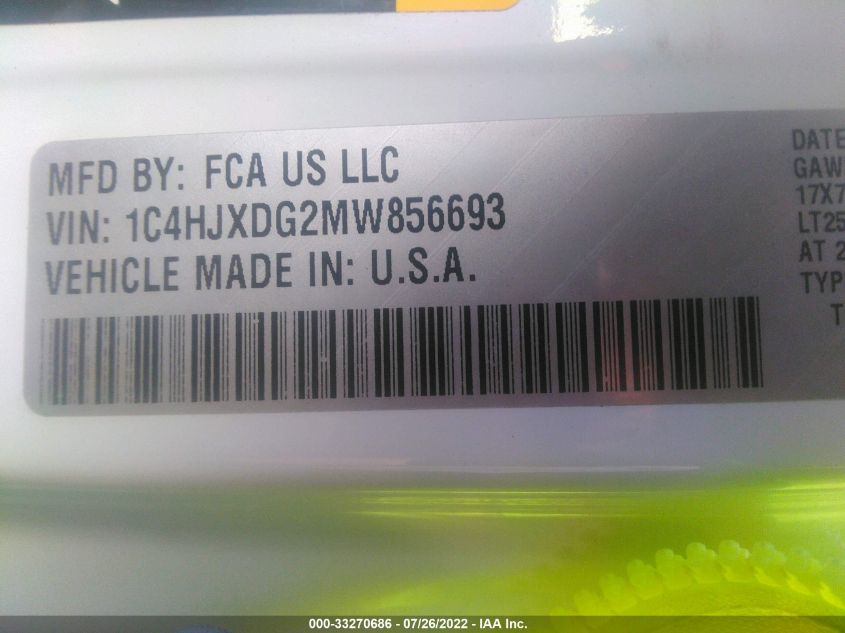 MFD BY: FCA US LLC
VIN: 1C4HJXDG2MW856693
VEHICLE MADE IN: U.S.A.
DATE
GAW
17X7
LT25
AT 2
TYP
T
000-33270686 - 07/26/2022 - IAA Inc.